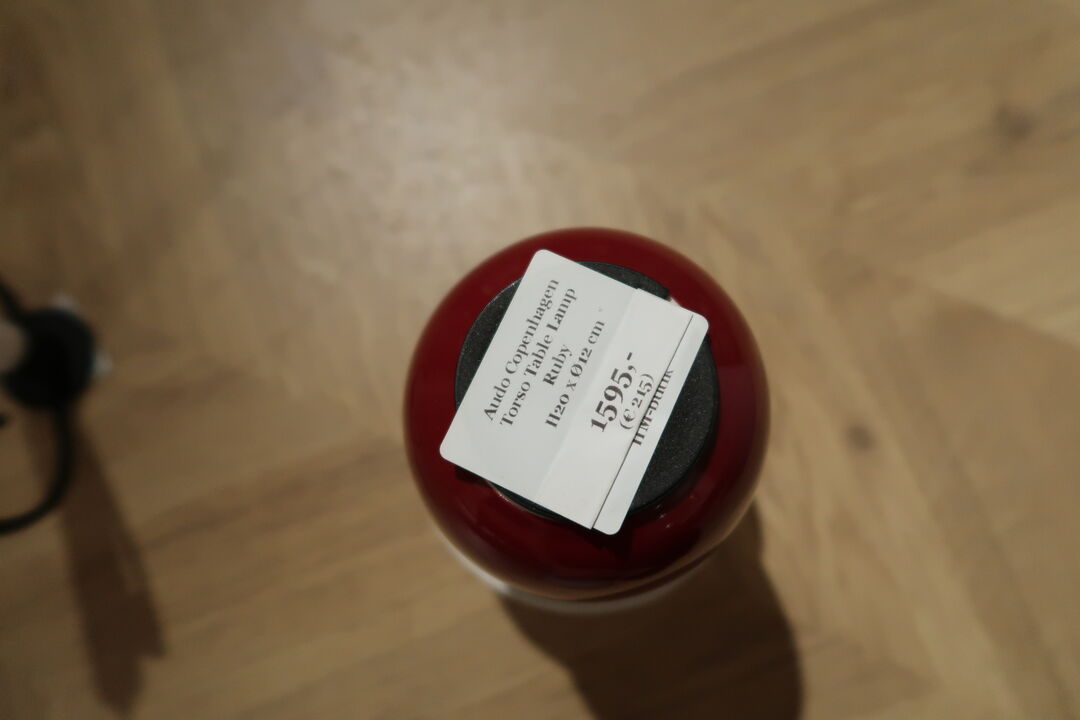 Audo Copenhagen
Torso Table Lamp
Ruby
H20 x Ø12 cm
1595,-
(€ 215)